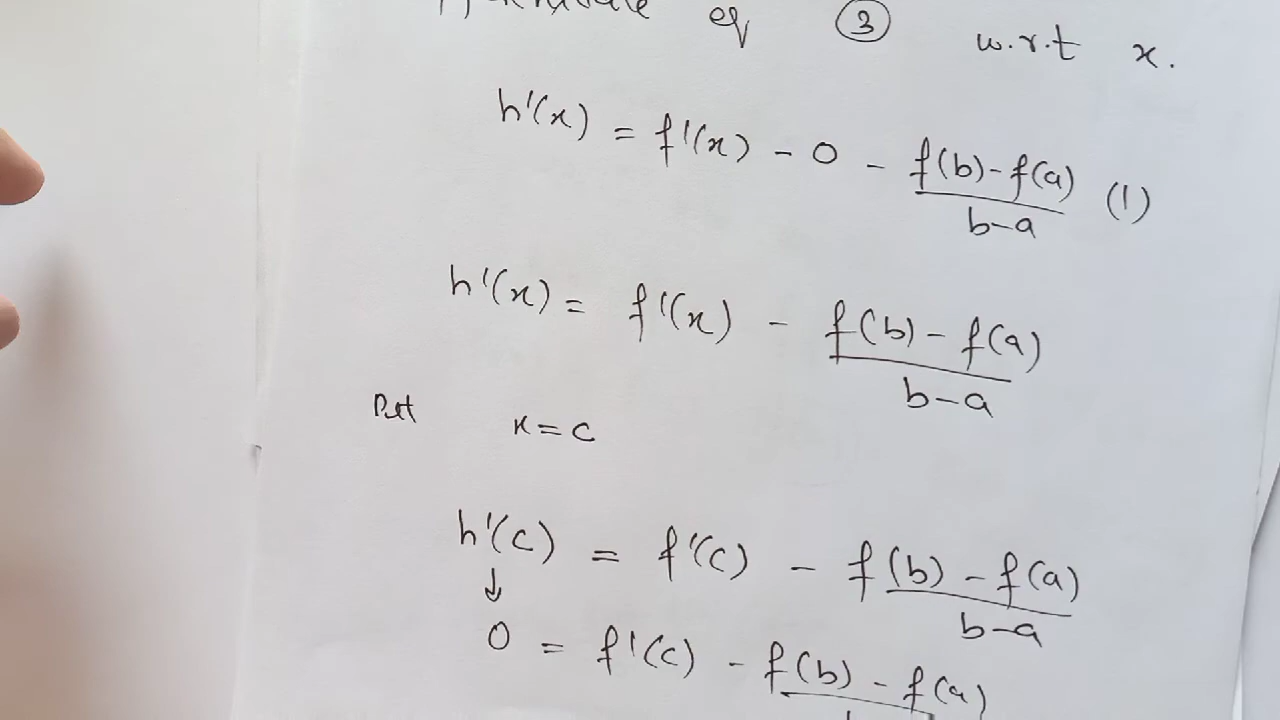 eq ③ w.r.t x.
h'(x) = f'(x) - 0 - f(b)-f(a)/b-a (1)
h'(x) = f'(x) - f(b)-f(a)/b-a
Put x=c
h'(c) = f'(c) - f(b)-f(a)/b-a
↓
0 = f'(c) - f(b)-f(a)